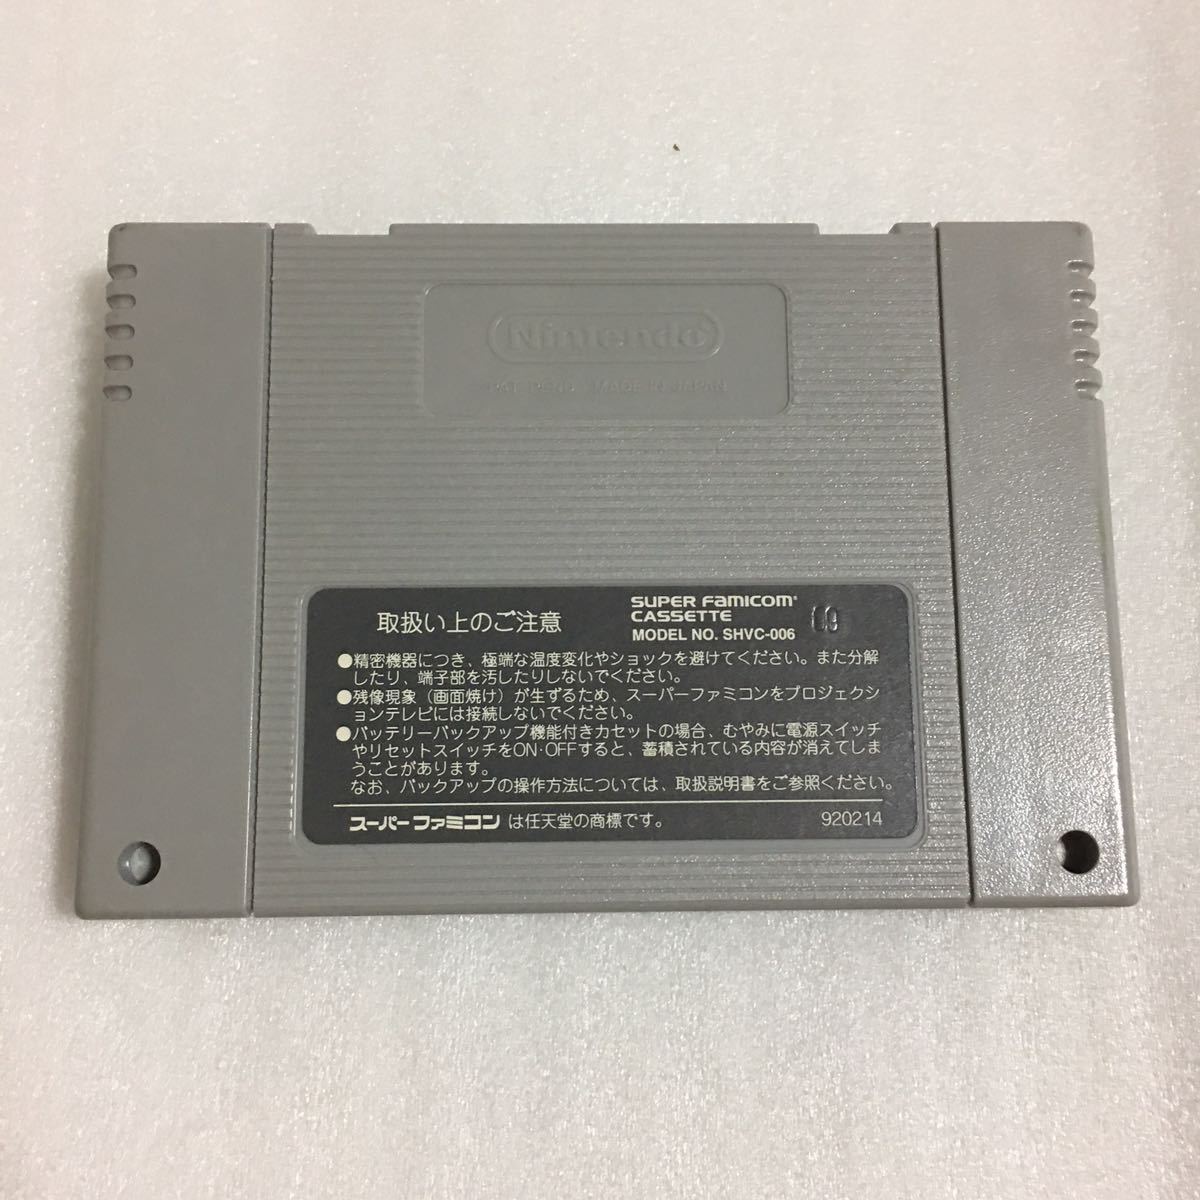 Nintendo
PAT. PEND. MADE IN JAPAN
取扱い上のご注意
SUPER FAMICOM
CASSETTE
MODEL NO. SHVC-006
09
●精密機器につき、極端な温度変化やショックを避けてください。また分解
したり、端子部を汚したりしないでください。
●残像現象(画面焼け)が生ずるため、スーパーファミコンをプロジェクシ
ョンテレビには接続しないでください。
●バッテリーバックアップ機能付きカセットの場合、むやみに電源スイッチ
やリセットスイッチをON・OFFすると、蓄積されている内容が消えてしま
うことがあります。
なお、バックアップの操作方法については、取扱説明書をご参照ください。
スーパーファミコン は任天堂の商標です。
920214